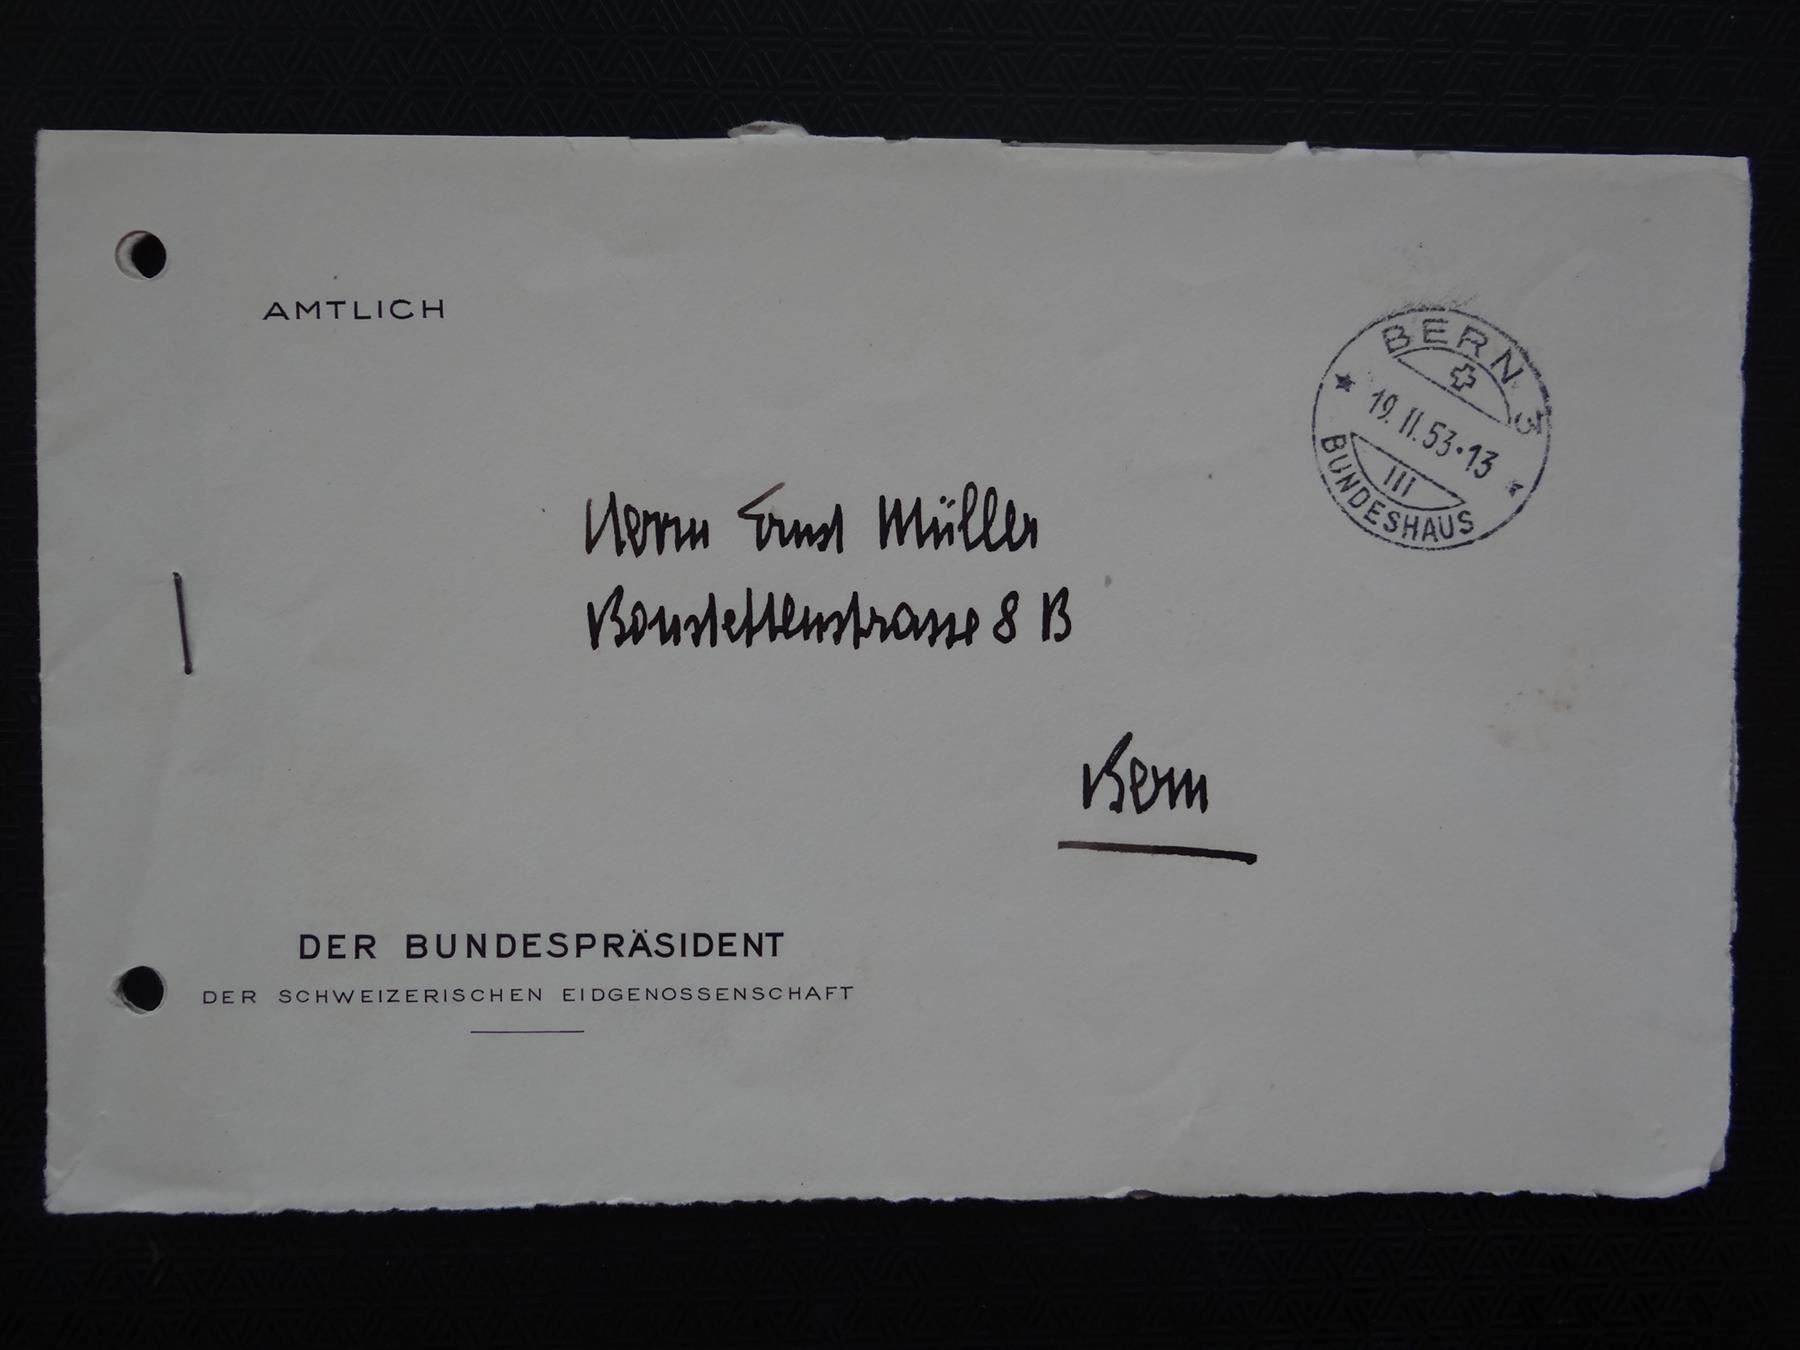 AMTLICH
BERN 3
19. II. 53 • 13
III
BUNDESHAUS
Herrn Ernst Müller
Bonstettenstrasse 8 B
Bern
DER BUNDESPRÄSIDENT
DER SCHWEIZERISCHEN EIDGENOSSENSCHAFT